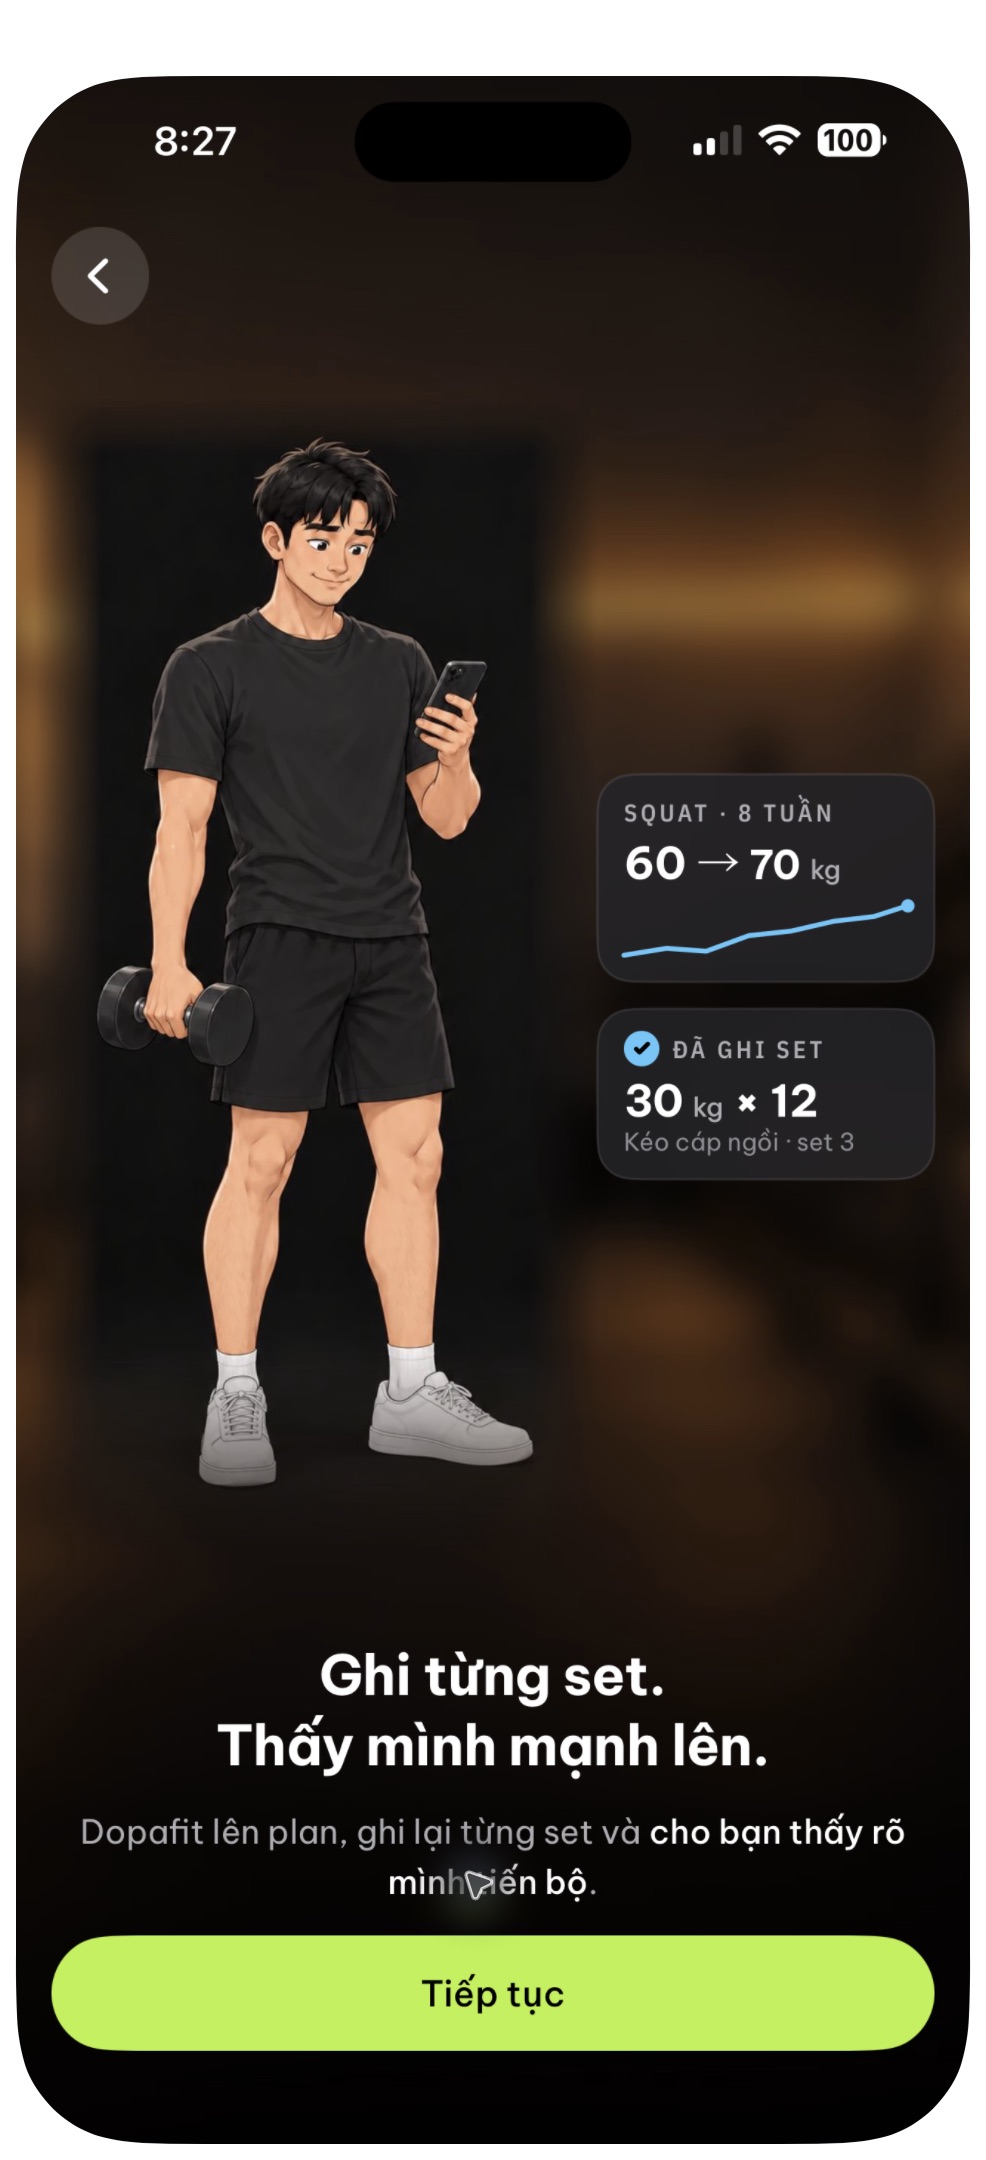 8:27
100
SQUAT · 8 TUẦN
60 → 70 kg
ĐÃ GHI SET
30 kg × 12
Kéo cáp ngồi · set 3
Ghi từng set.
Thấy mình mạnh lên.
Dopafit lên plan, ghi lại từng set và cho bạn thấy rõ
mình tiến bộ.
Tiếp tục